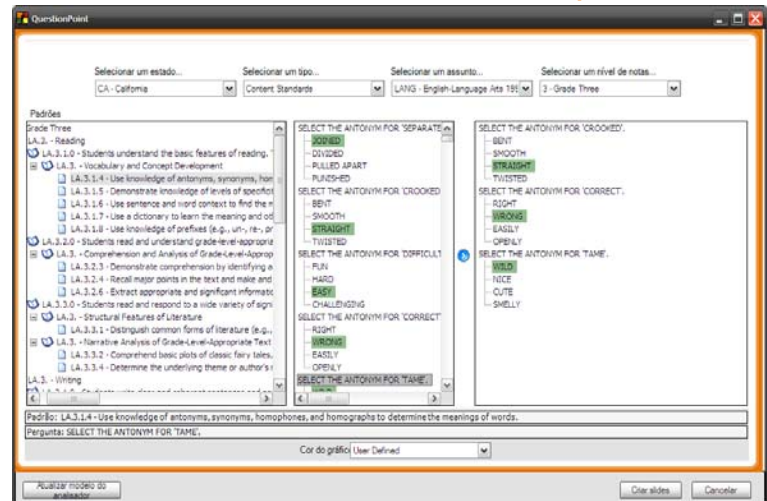 QuestionPoint
Selecionar um estado...
Selecionar um tipo...
Selecionar um assunto...
Selecionar um nível de notas...
CA - California
Content Standards
LANG - English-Language Arts 199
3 - Grade Three
Padrões
Grade Three
LA.3. - Reading
LA.3.1.0 - Students understand the basic features of reading.
LA.3. - Vocabulary and Concept Development
LA.3.1.4 - Use knowledge of antonyms, synonyms, hom
LA.3.1.5 - Demonstrate knowledge of levels of specificit
LA.3.1.6 - Use sentence and word context to find the m
LA.3.1.7 - Use a dictionary to learn the meaning and ot
LA.3.1.8 - Use knowledge of prefixes (e.g., un-, re-, pr
LA.3.2.0 - Students read and understand grade-level-appropria
LA.3. - Comprehension and Analysis of Grade-Level-Approp
LA.3.2.3 - Demonstrate comprehension by identifying a
LA.3.2.4 - Recall major points in the text and make and
LA.3.2.6 - Extract appropriate and significant informatio
LA.3.3.0 - Students read and respond to a wide variety of signi
LA.3. - Structural Features of Literature
LA.3.3.1 - Distinguish common forms of literature (e.g.,
LA.3. - Narrative Analysis of Grade-Level-Appropriate Text
LA.3.3.2 - Comprehend basic plots of classic fairy tales,
LA.3.3.4 - Determine the underlying theme or author's
LA.3. - Writing
SELECT THE ANTONYM FOR 'SEPARATE
JOINED
DIVIDED
PULLED APART
PUNISHED
SELECT THE ANTONYM FOR 'CROOKED
BENT
SMOOTH
STRAIGHT
TWISTED
SELECT THE ANTONYM FOR 'DIFFICULT
FUN
HARD
EASY
CHALLENGING
SELECT THE ANTONYM FOR 'CORRECT
RIGHT
WRONG
EASILY
OPENLY
SELECT THE ANTONYM FOR 'TAME'.
SELECT THE ANTONYM FOR 'CROOKED'.
BENT
SMOOTH
STRAIGHT
TWISTED
SELECT THE ANTONYM FOR 'CORRECT'.
RIGHT
WRONG
EASILY
OPENLY
SELECT THE ANTONYM FOR 'TAME'.
WILD
NICE
CUTE
SMELLY
Padrão: LA.3.1.4 - Use knowledge of antonyms, synonyms, homophones, and homographs to determine the meanings of words.
Pergunta: SELECT THE ANTONYM FOR 'TAME'.
Cor do gráfico
User Defined
Atualizar modelo do
analisador
Criar slides
Cancelar